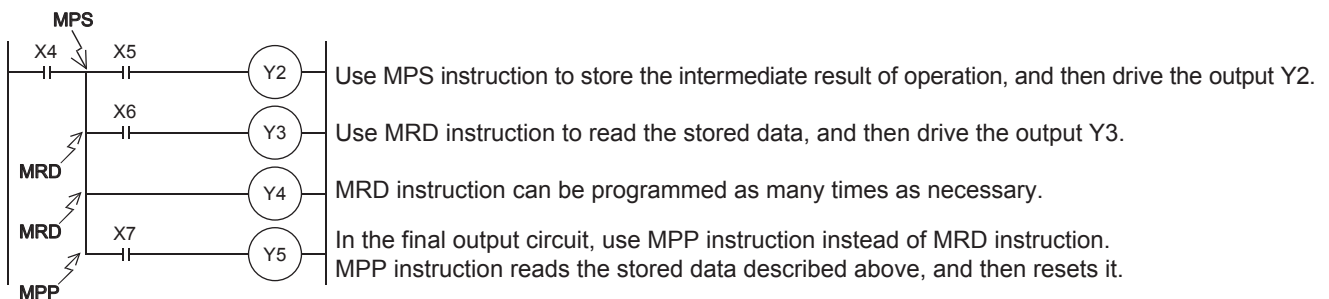 MPS
X4 X5
Y2 Use MPS instruction to store the intermediate result of operation, and then drive the output Y2.
X6
Y3 Use MRD instruction to read the stored data, and then drive the output Y3.
MRD
Y4 MRD instruction can be programmed as many times as necessary.
MRD X7
Y5 In the final output circuit, use MPP instruction instead of MRD instruction.
MPP instruction reads the stored data described above, and then resets it.
MPP